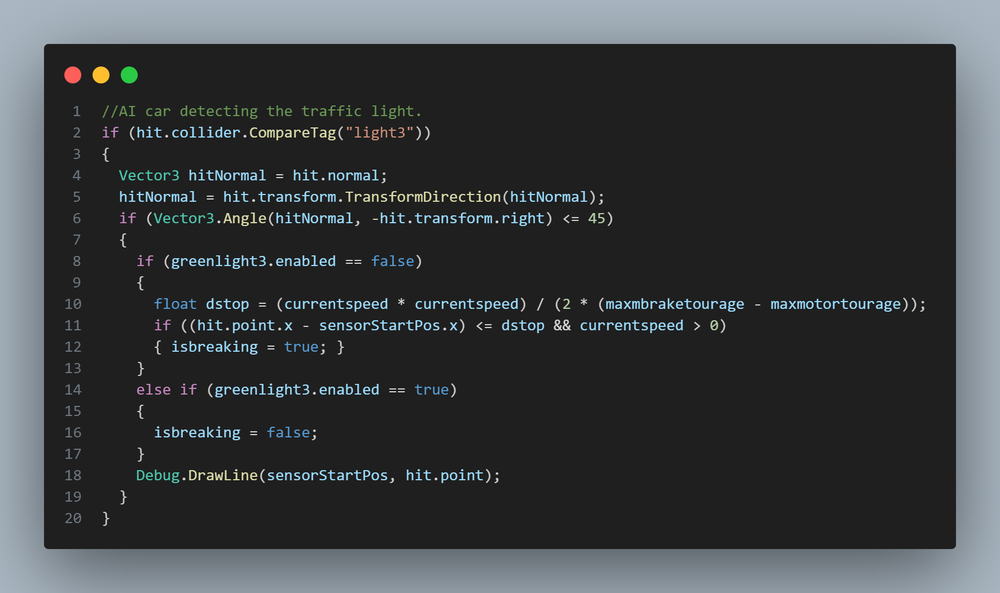 1 //AI car detecting the traffic light.
2 if (hit.collider.CompareTag("light3"))
3 {
4   Vector3 hitNormal = hit.normal;
5   hitNormal = hit.transform.TransformDirection(hitNormal);
6   if (Vector3.Angle(hitNormal, -hit.transform.right) <= 45)
7   {
8     if (greenlight3.enabled == false)
9     {
10       float dstop = (currentspeed * currentspeed) / (2 * (maxmbraketourage - maxmotortourage));
11       if ((hit.point.x - sensorStartPos.x) <= dstop && currentspeed > 0)
12       { isbreaking = true; }
13     }
14     else if (greenlight3.enabled == true)
15     {
16       isbreaking = false;
17     }
18     Debug.DrawLine(sensorStartPos, hit.point);
19   }
20 }